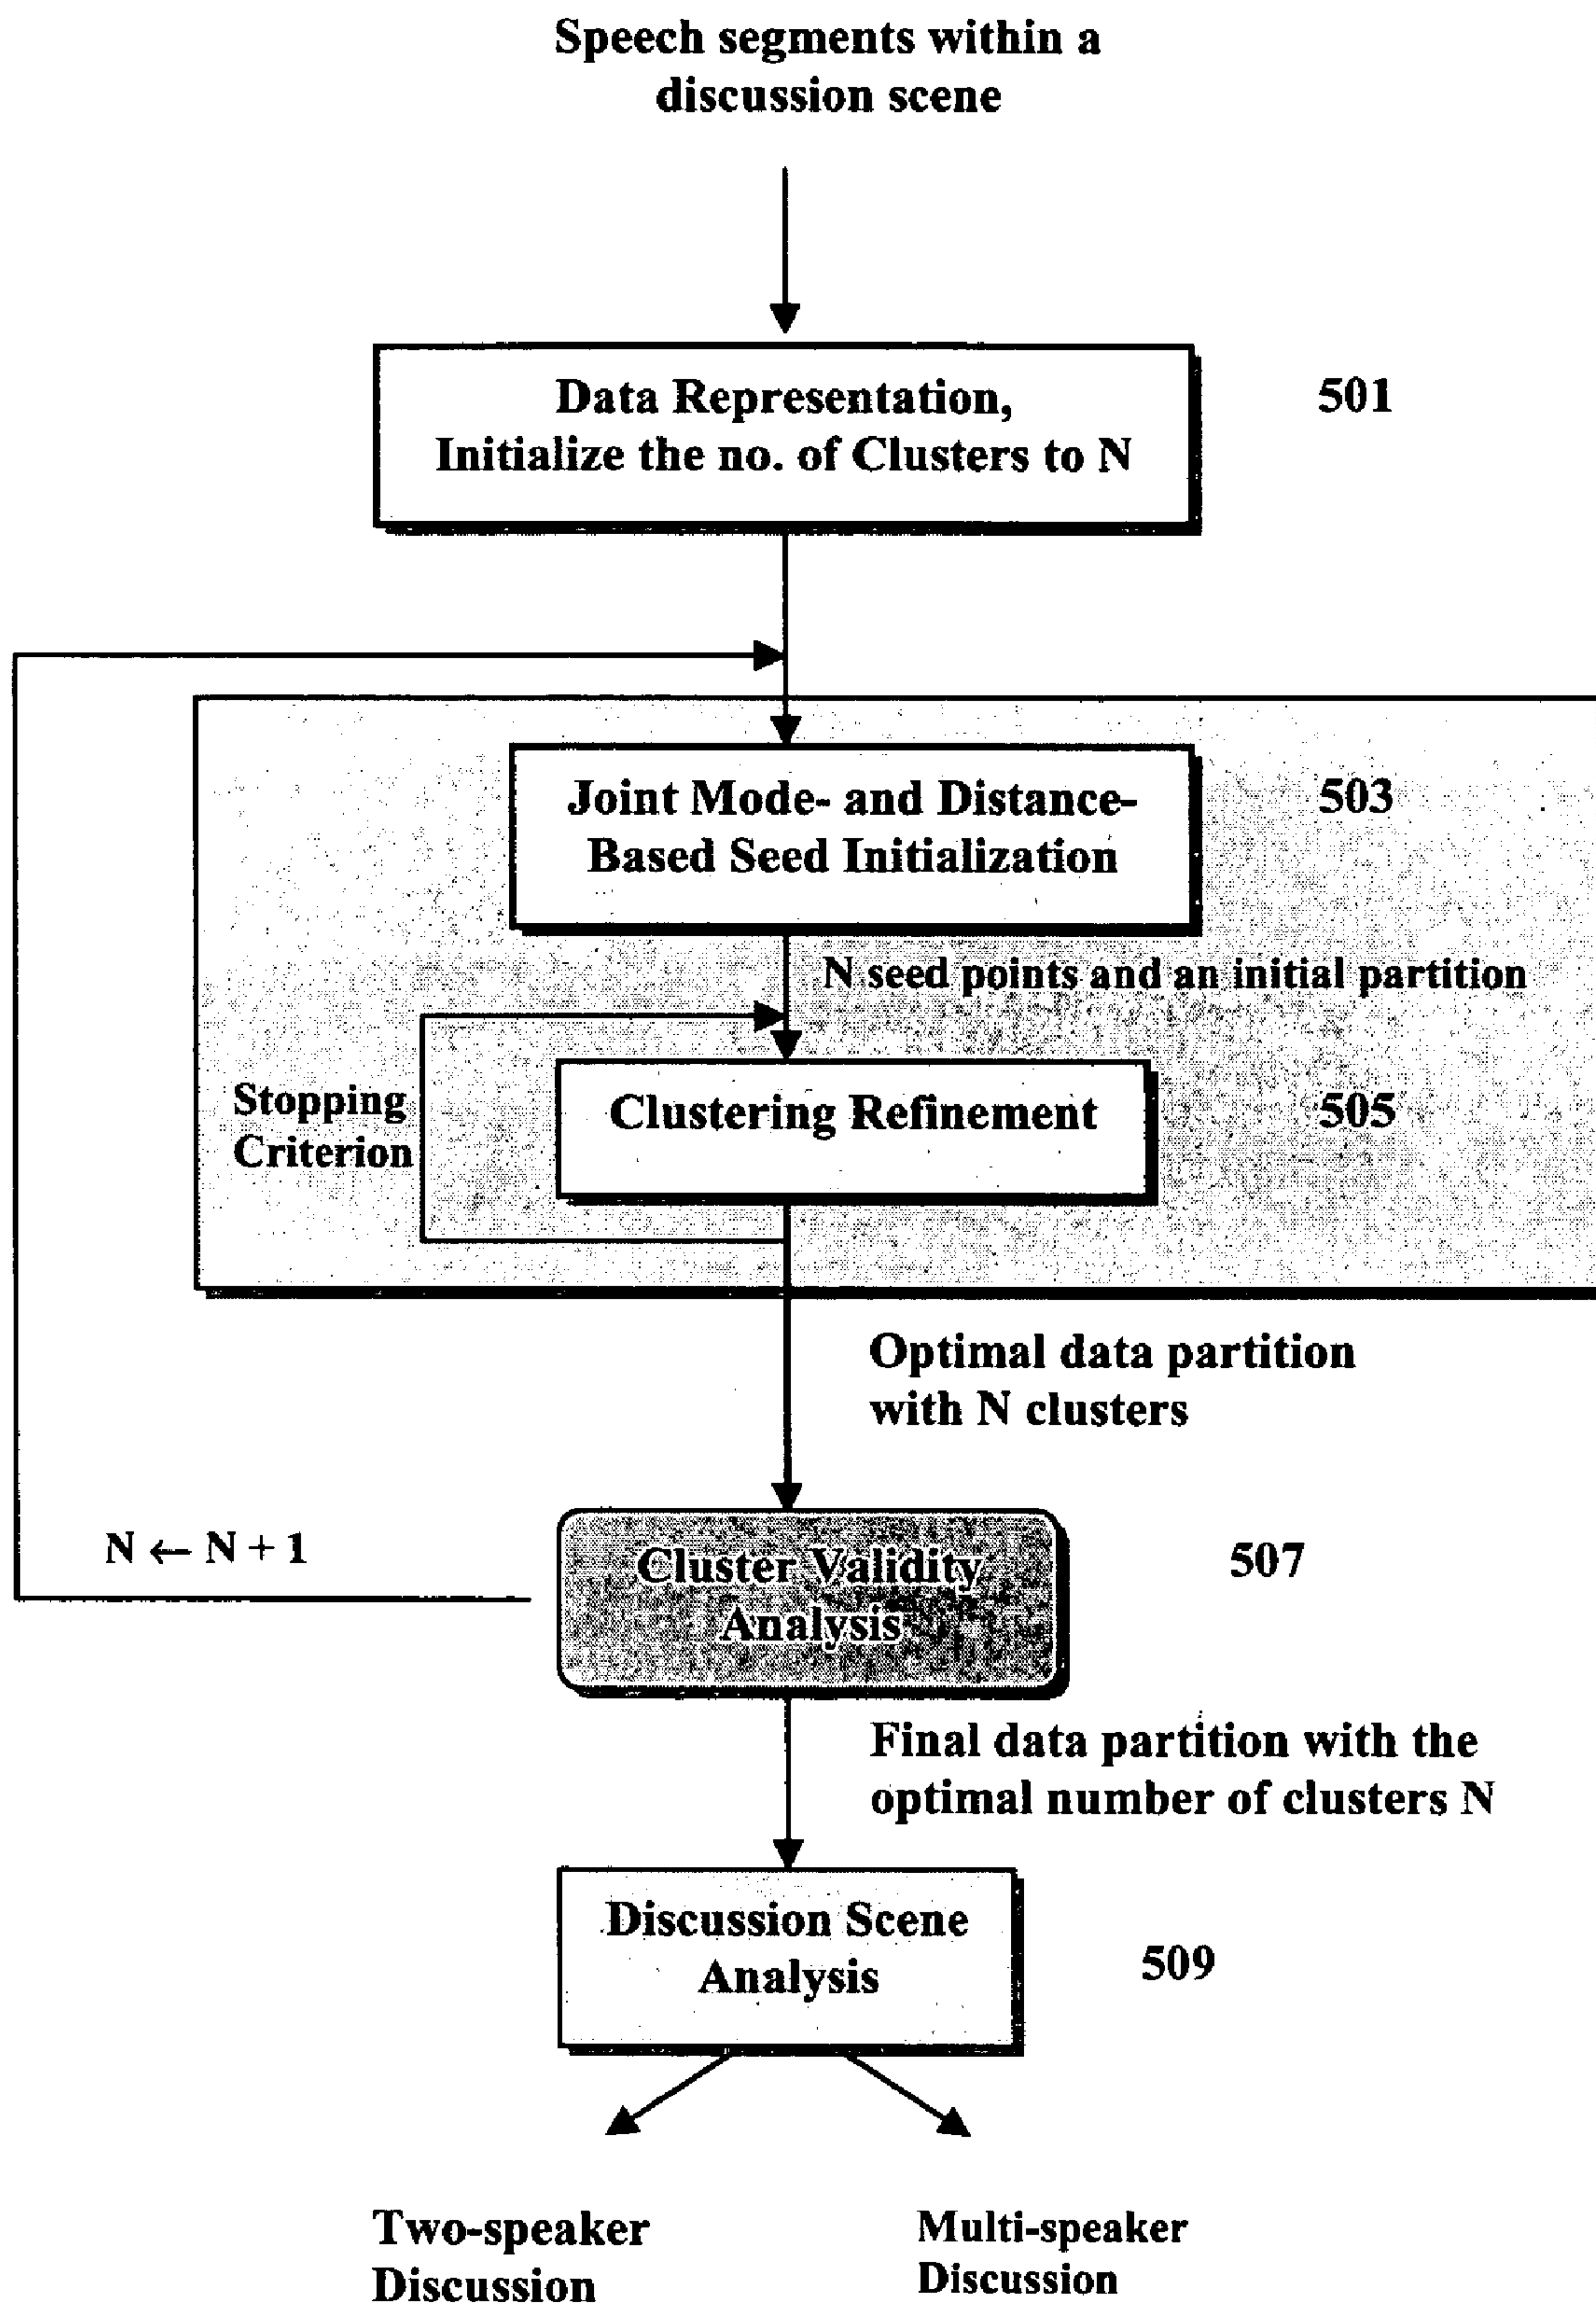 Speech segments within a
discussion scene
Data Representation,
Initialize the no. of Clusters to N
501
Joint Mode- and Distance-
Based Seed Initialization
503
N seed points and an initial partition
Stopping
Criterion
Clustering Refinement
505
Optimal data partition
with N clusters
N ← N + 1
Cluster Validity
Analysis
507
Final data partition with the
optimal number of clusters N
Discussion Scene
Analysis
509
Two-speaker
Discussion
Multi-speaker
Discussion